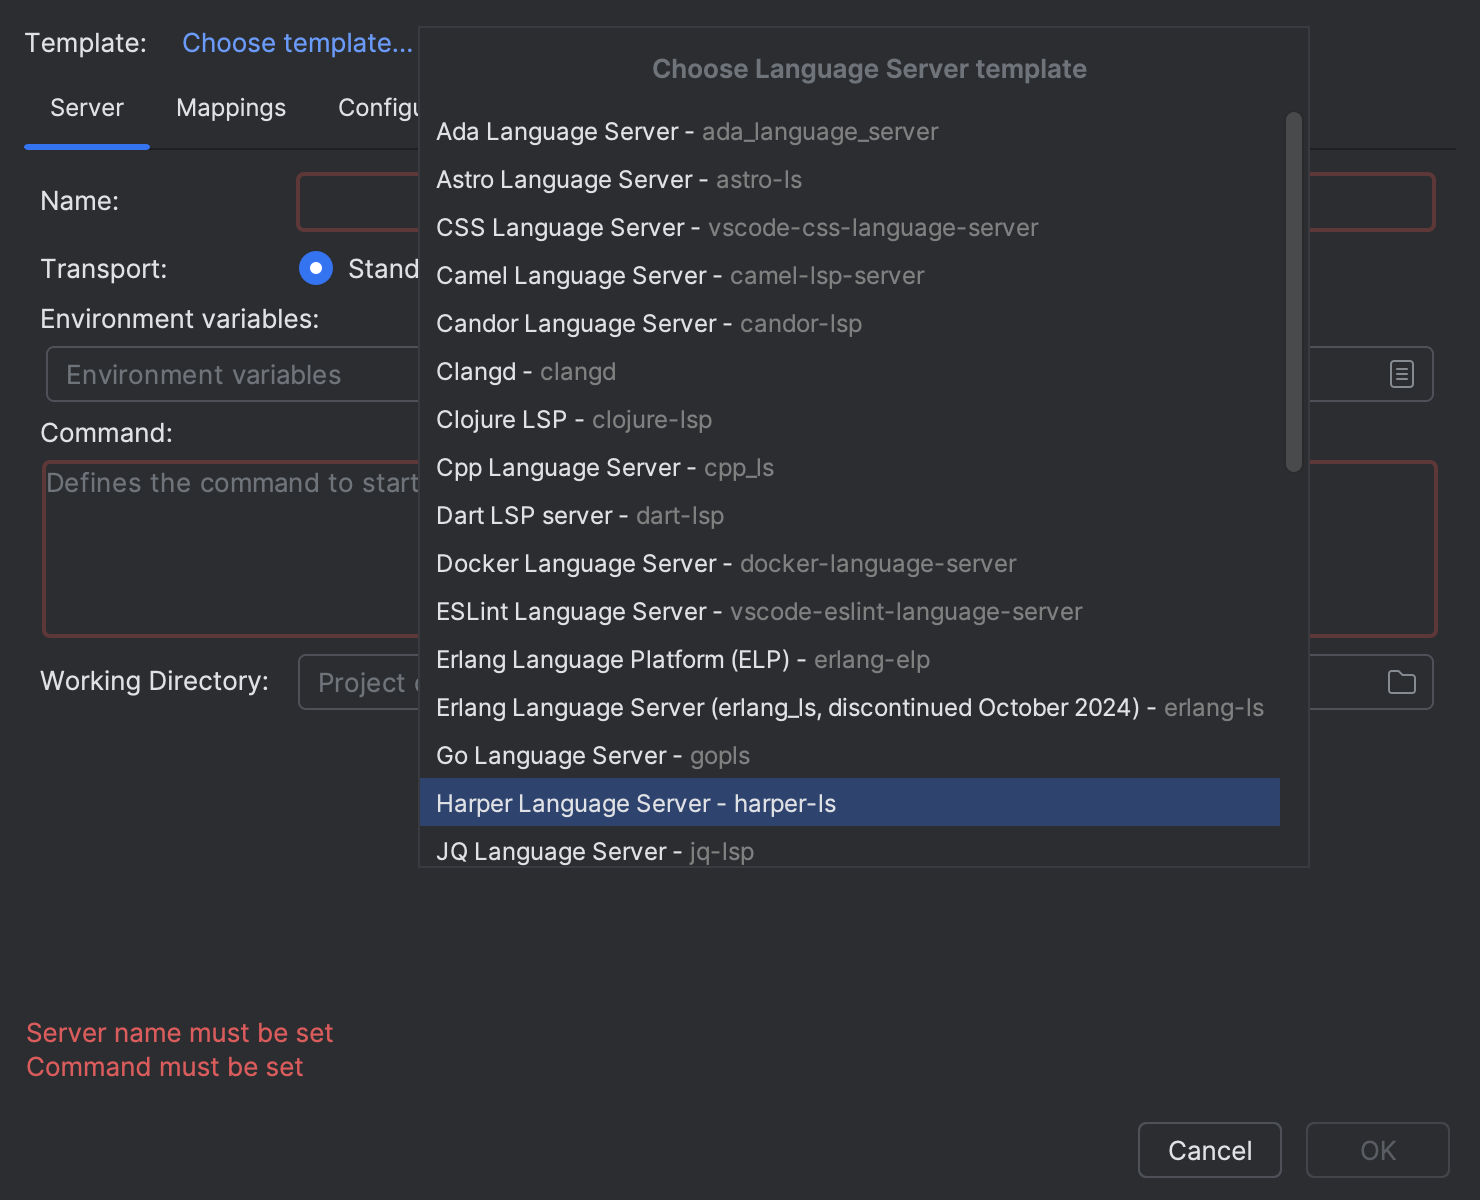 Template: Choose template...
Choose Language Server template
Server Mappings Configu
Ada Language Server - ada_language_server
Astro Language Server - astro-ls
Name:
CSS Language Server - vscode-css-language-server
Transport: Stand
Camel Language Server - camel-lsp-server
Environment variables:
Candor Language Server - candor-lsp
Environment variables
Clangd - clangd
Command:
Clojure LSP - clojure-lsp
Defines the command to start
Cpp Language Server - cpp_ls
Dart LSP server - dart-lsp
Docker Language Server - docker-language-server
ESLint Language Server - vscode-eslint-language-server
Erlang Language Platform (ELP) - erlang-elp
Working Directory: Project
Erlang Language Server (erlang_ls, discontinued October 2024) - erlang-ls
Go Language Server - gopls
Harper Language Server - harper-ls
JQ Language Server - jq-lsp
Server name must be set
Command must be set
Cancel OK